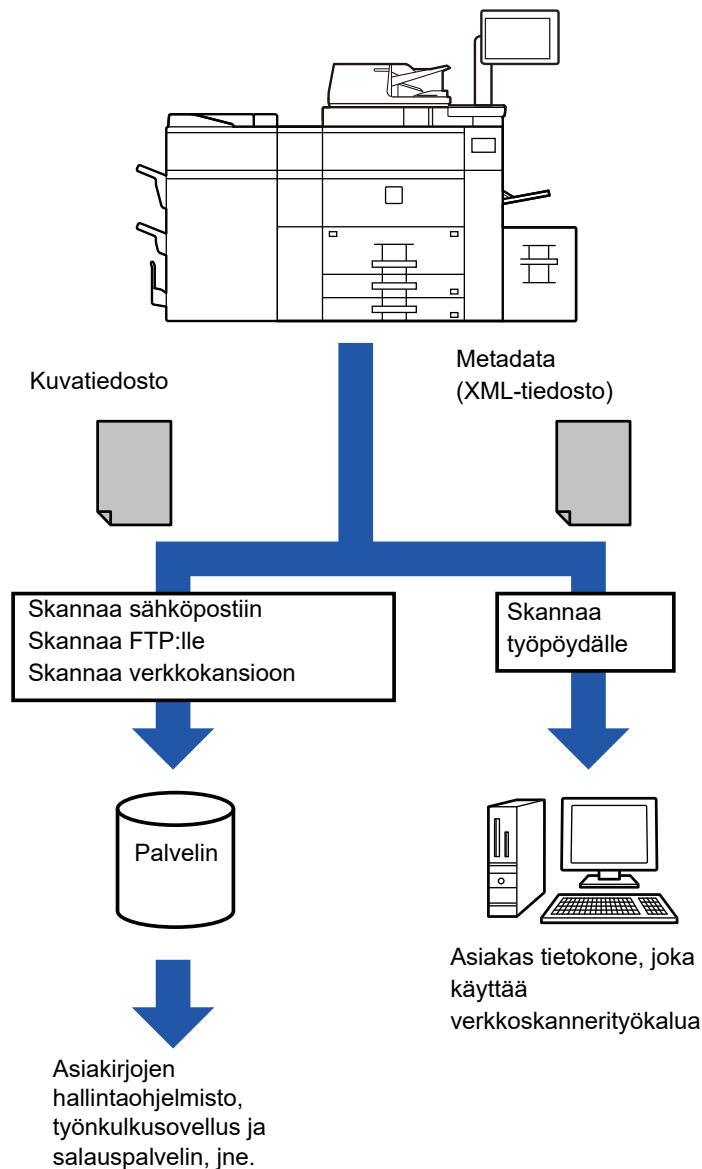 Kuvatiedosto
Metadata
(XML-tiedosto)
Skannaa sähköpostiin
Skannaa FTP:lle
Skannaa verkkokansioon
Skannaa
työpöydälle
Palvelin
Asiakas tietokone, joka
käyttää
verkkoskannerityökalua
Asiakirjojen
hallintaohjelmisto,
työnkulkusovellus ja
salauspalvelin, jne.